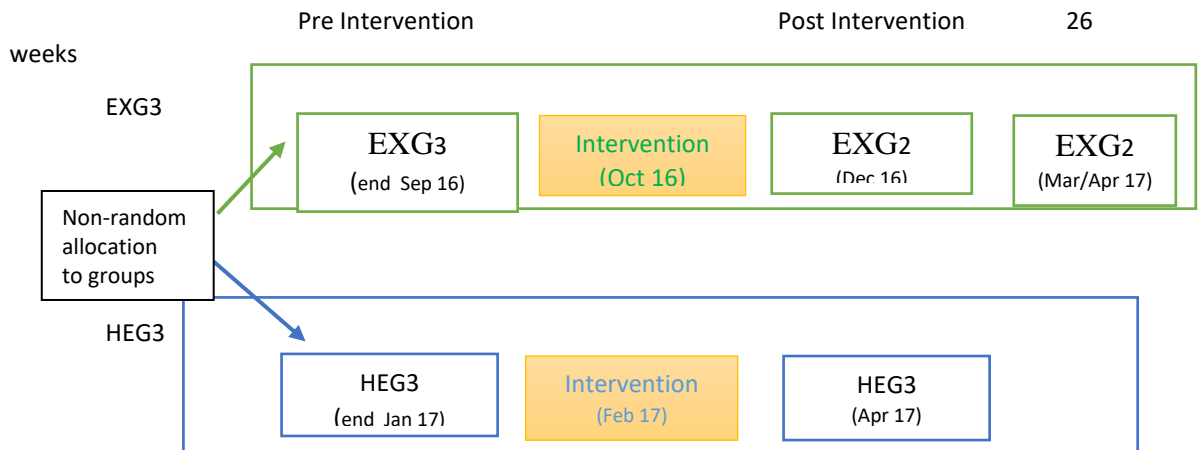 Pre Intervention Post Intervention 26
weeks
EXG3
EXG3
(end Sep 16)
Intervention
(Oct 16)
EXG2
(Dec 16)
EXG2
(Mar/Apr 17)
Non-random
allocation
to groups
HEG3
HEG3
(end Jan 17)
Intervention
(Feb 17)
HEG3
(Apr 17)